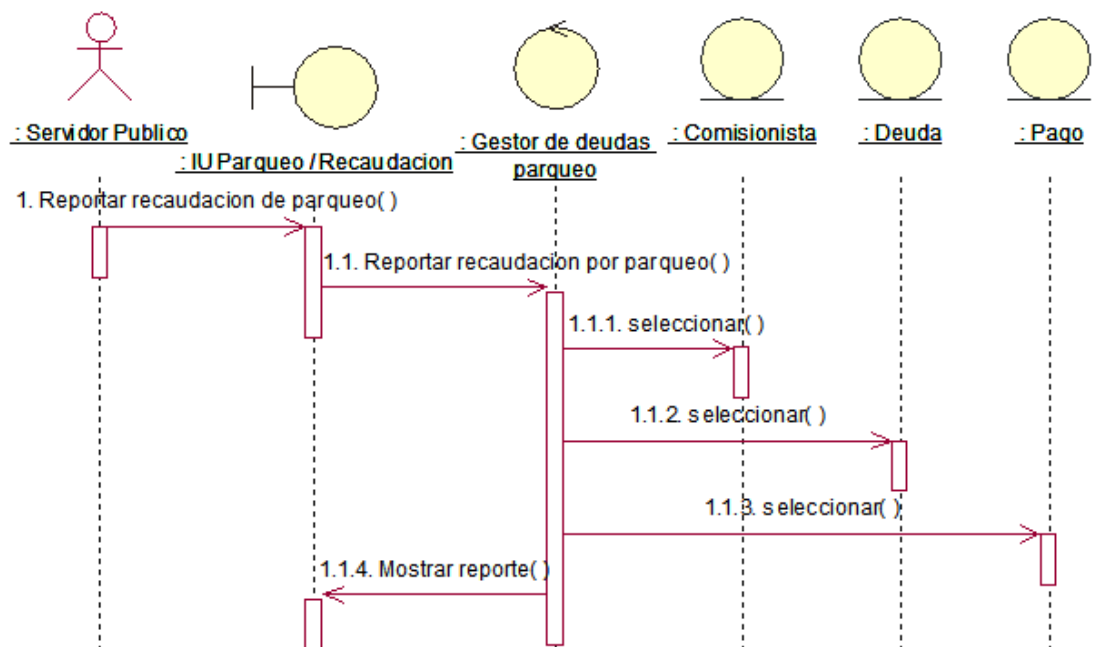 : Servidor Publico
: IU Parqueo / Recaudacion
: Gestor de deudas
parqueo
: Comisionista
: Deuda
: Pago
1. Reportar recaudacion de parqueo( )
1.1. Reportar recaudacion por parqueo( )
1.1.1. seleccionar( )
1.1.2. seleccionar( )
1.1.3. seleccionar( )
1.1.4. Mostrar reporte( )